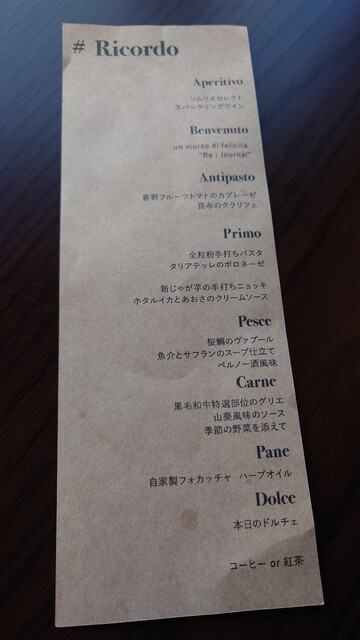 # Ricordo
Aperitivo
ソムリエセレクト
スパークリングワイン
Benvenuto
un morso di felicità
"Re : Journal"
Antipasto
春野フルーツトマトのカプレーゼ
昆布のクラリフェ
Primo
全粒粉手打ちパスタ
タリアテッレのボロネーゼ
新じゃが芋の手打ちニョッキ
ホタルイカとあおさのクリームソース
Pesce
桜鯛のヴァプール
魚介とサフランのスープ仕立て
ペルノー酒風味
Carne
黒毛和牛特選部位のグリエ
山葵風味のソース
季節の野菜を添えて
Pane
自家製フォカッチャ ハーブオイル
Dolce
本日のドルチェ
コーヒー or 紅茶